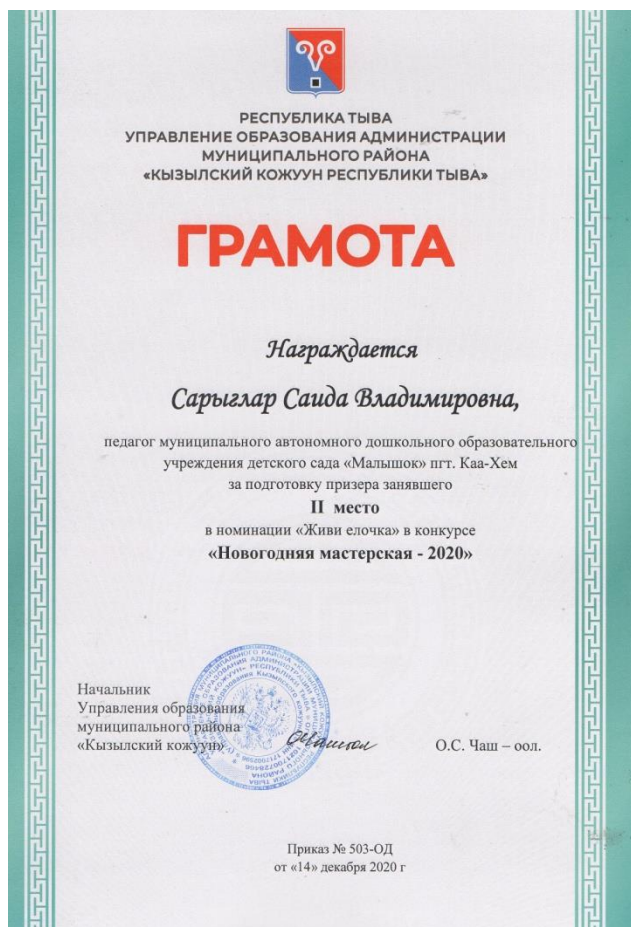 РЕСПУБЛИКА ТЫВА
УПРАВЛЕНИЕ ОБРАЗОВАНИЯ АДМИНИСТРАЦИИ
МУНИЦИПАЛЬНОГО РАЙОНА
«КЫЗЫЛСКИЙ КОЖУУН РЕСПУБЛИКИ ТЫВА»
ГРАМОТА
Награждается
Сарыглар Саида Владимировна,
педагог муниципального автономного дошкольного образовательного
учреждения детского сада «Малышок» пгт. Каа-Хем
за подготовку призера занявшего
II место
в номинации «Живи елочка» в конкурсе
«Новогодняя мастерская - 2020»
Начальник
Управления образования
муниципального района
«Кызылский кожуун»
О.С. Чаш – оол.
Приказ № 503-ОД
от «14» декабря 2020 г